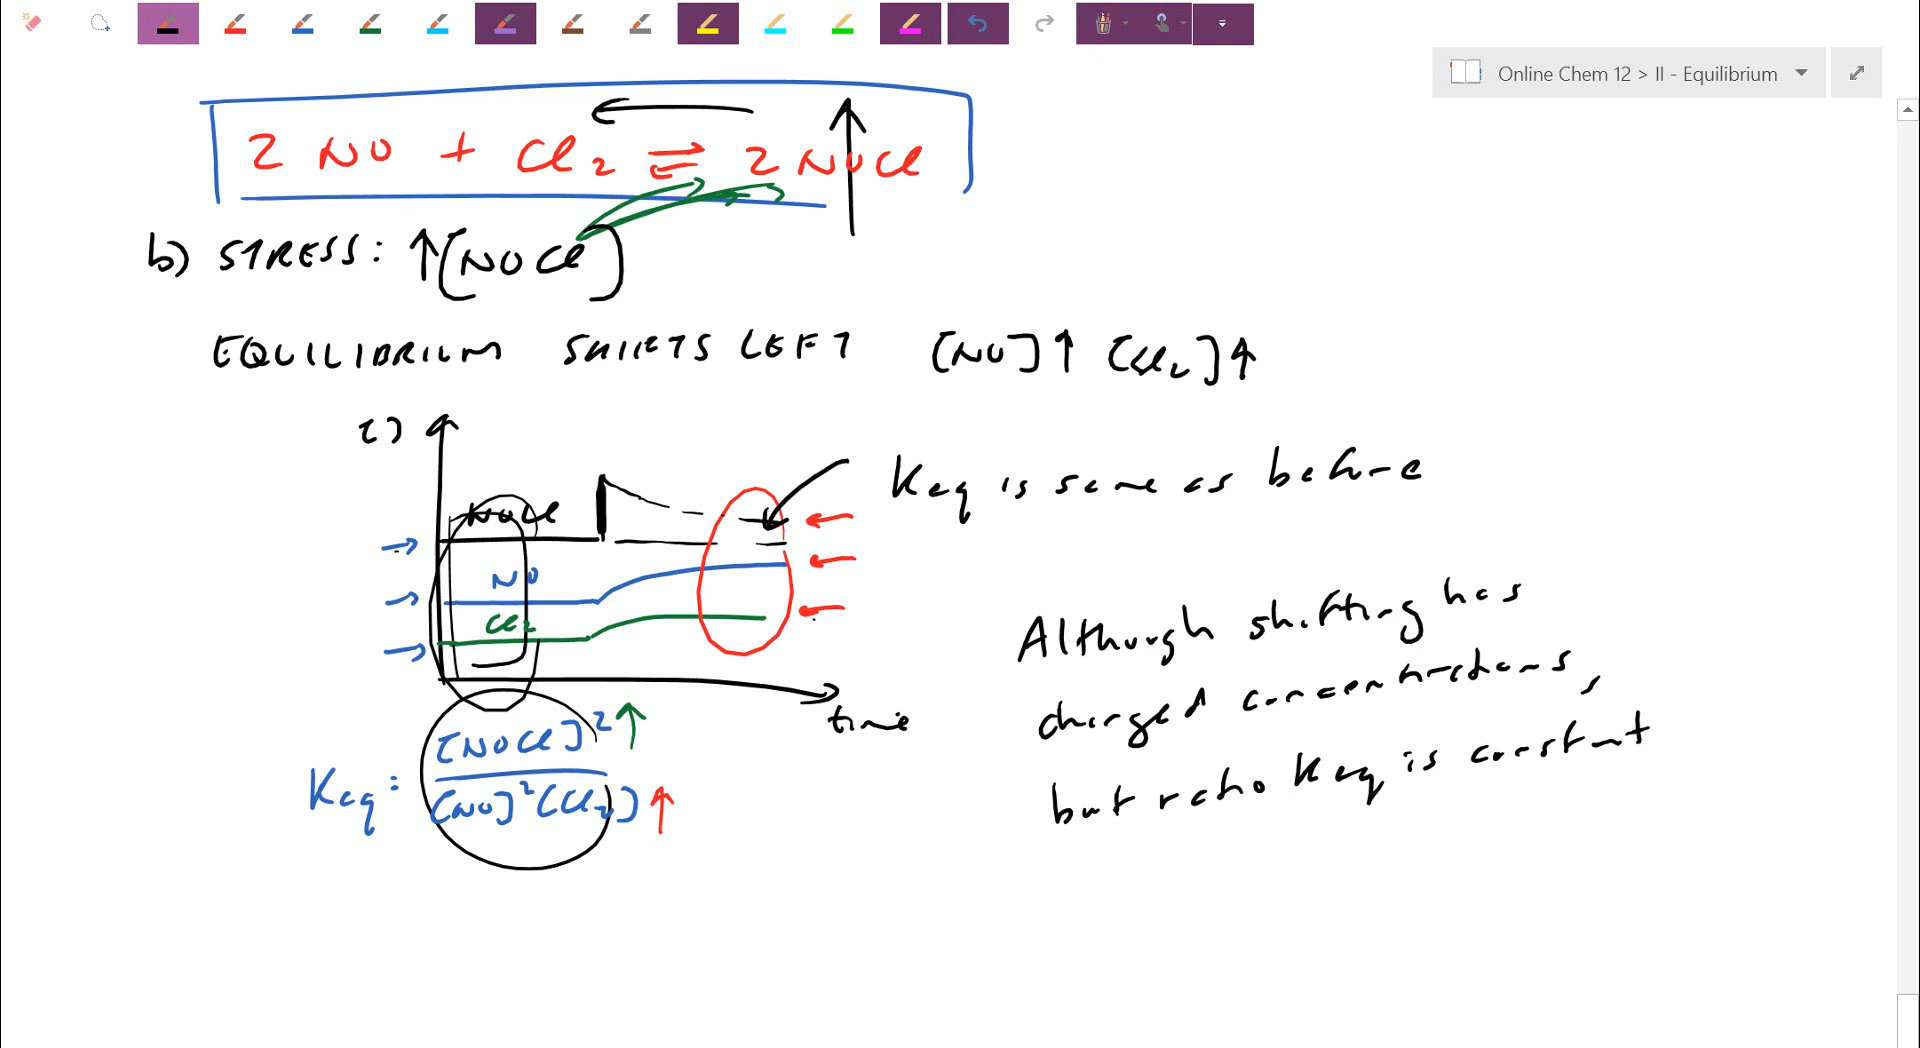 Online Chem 12 > II - Equilibrium
2 NO + Cl2 ⇌ 2 NOCl
b) STRESS: ↑[NOCl]
EQUILIBRIUM SHIFTS LEFT [NO]↑ [Cl2]↑
c)
Keq is same as before
NOCl
NO
Cl2
time
Although shifting has
changed concentrations,
but ratio Keq is constant
Keq = [NOCl]²↑
[NO]²[Cl2]↑